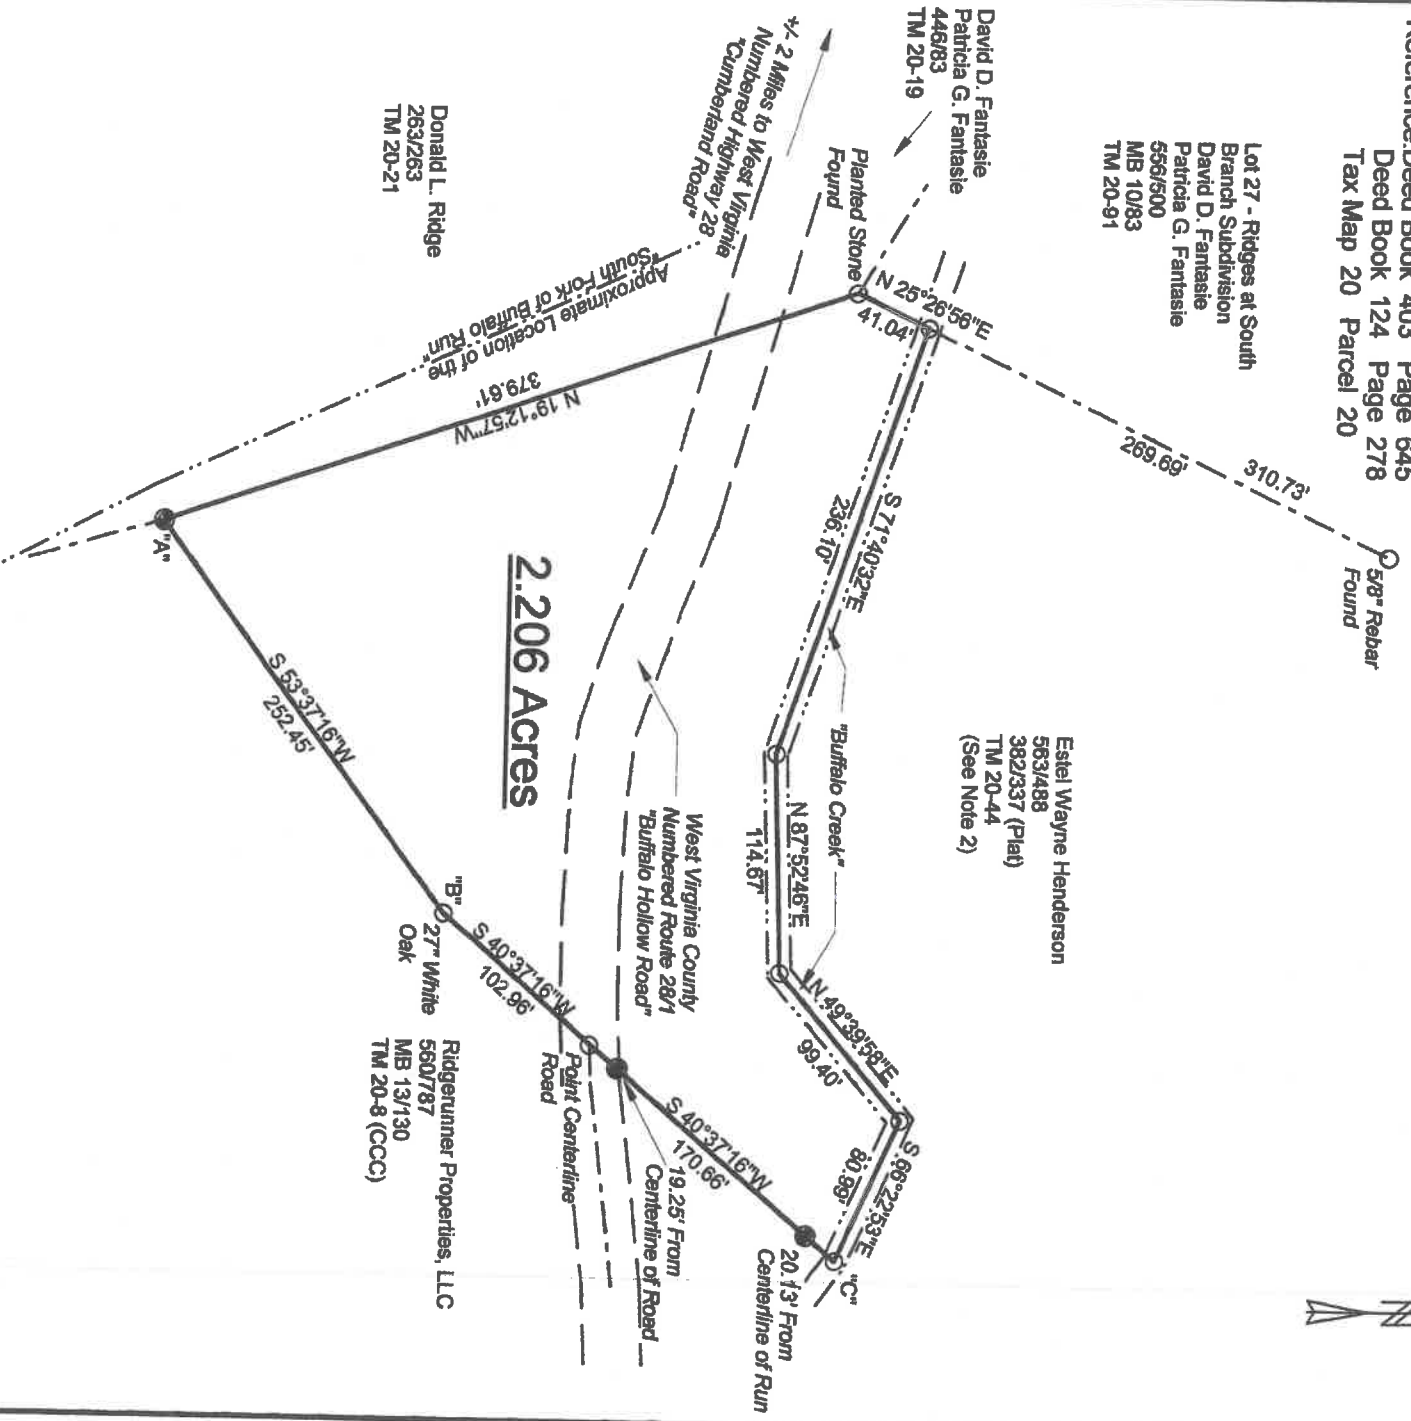 Deed Book 403 Page 645
Deed Book 124 Page 278
Tax Map 20 Parcel 20
Lot 27 - Ridges at South
Branch Subdivision
David D. Fantasie
Patricia G. Fantasie
556/500
MB 10/83
TM 20-91
David D. Fantasie
Patricia G. Fantasie
446/83
TM 20-19
+/- 2 Miles to West Virginia
Numbered Highway 28
"Cumberland Road"
Planted Stone
Found
N 25°26'56"E
41.04'
269.69'
310.73'
5/8" Rebar
Found
Donald L. Ridge
263/263
TM 20-21
Approximate Location of the
"South Fork of Buffalo Run"
N 19°12'57"W
379.61'
S 71°40'32"E
236.10'
"Buffalo Creek"
Estel Wayne Henderson
563/488
382/337 (Plat)
TM 20-44
(See Note 2)
N 87°52'46"E
114.67'
N 49°39'58"E
99.40'
S 66°22'53"E
80.89'
"C"
20.13' From
Centerline of Run
S 40°37'16"W
170.66'
19.25' From
Centerline of Road
West Virginia County
Numbered Route 28/1
"Buffalo Hollow Road"
2.206 Acres
"A"
S 53°37'16"W
252.45'
"B"
27" White
Oak
S 40°37'16"W
102.96'
Point Centerline
Road
Ridgerunner Properties, LLC
560/787
MB 13/130
TM 20-8 (CCC)
N